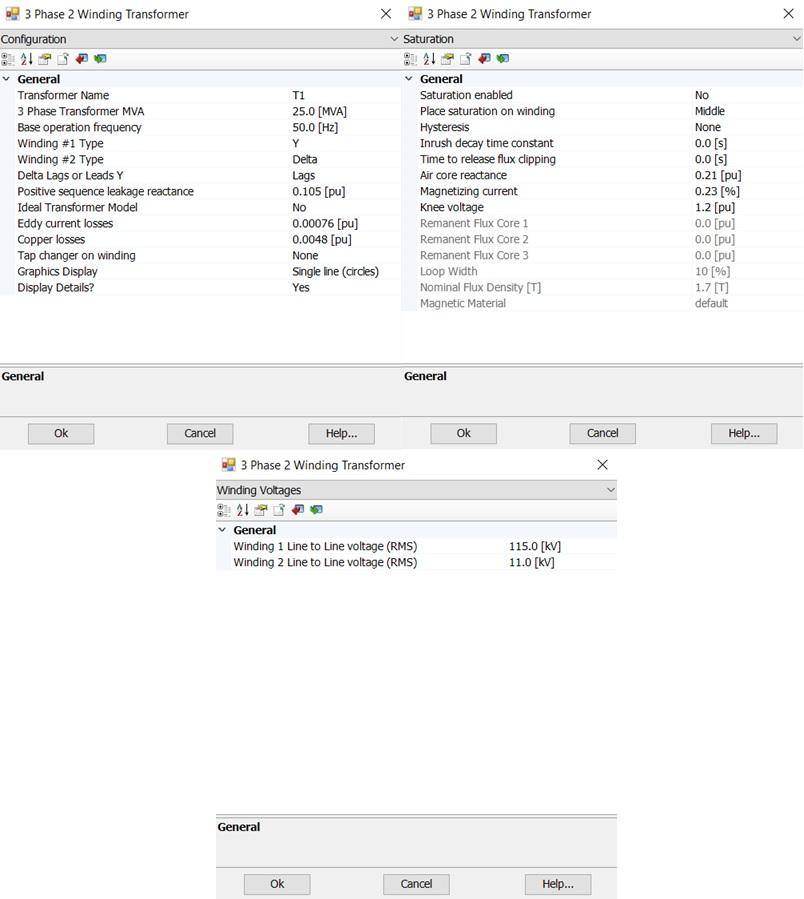 3 Phase 2 Winding Transformer
Configuration
General
Transformer Name T1
3 Phase Transformer MVA 25.0 [MVA]
Base operation frequency 50.0 [Hz]
Winding #1 Type Y
Winding #2 Type Delta
Delta Lags or Leads Y Lags
Positive sequence leakage reactance 0.105 [pu]
Ideal Transformer Model No
Eddy current losses 0.00076 [pu]
Copper losses 0.0048 [pu]
Tap changer on winding None
Graphics Display Single line (circles)
Display Details? Yes
General
Ok Cancel Help...
3 Phase 2 Winding Transformer
Saturation
General
Saturation enabled No
Place saturation on winding Middle
Hysteresis None
Inrush decay time constant 0.0 [s]
Time to release flux clipping 0.0 [s]
Air core reactance 0.21 [pu]
Magnetizing current 0.23 [%]
Knee voltage 1.2 [pu]
Remanent Flux Core 1 0.0 [pu]
Remanent Flux Core 2 0.0 [pu]
Remanent Flux Core 3 0.0 [pu]
Loop Width 10 [%]
Nominal Flux Density [T] 1.7 [T]
Magnetic Material default
General
Ok Cancel Help...
3 Phase 2 Winding Transformer
Winding Voltages
General
Winding 1 Line to Line voltage (RMS) 115.0 [kV]
Winding 2 Line to Line voltage (RMS) 11.0 [kV]
General
Ok Cancel Help...